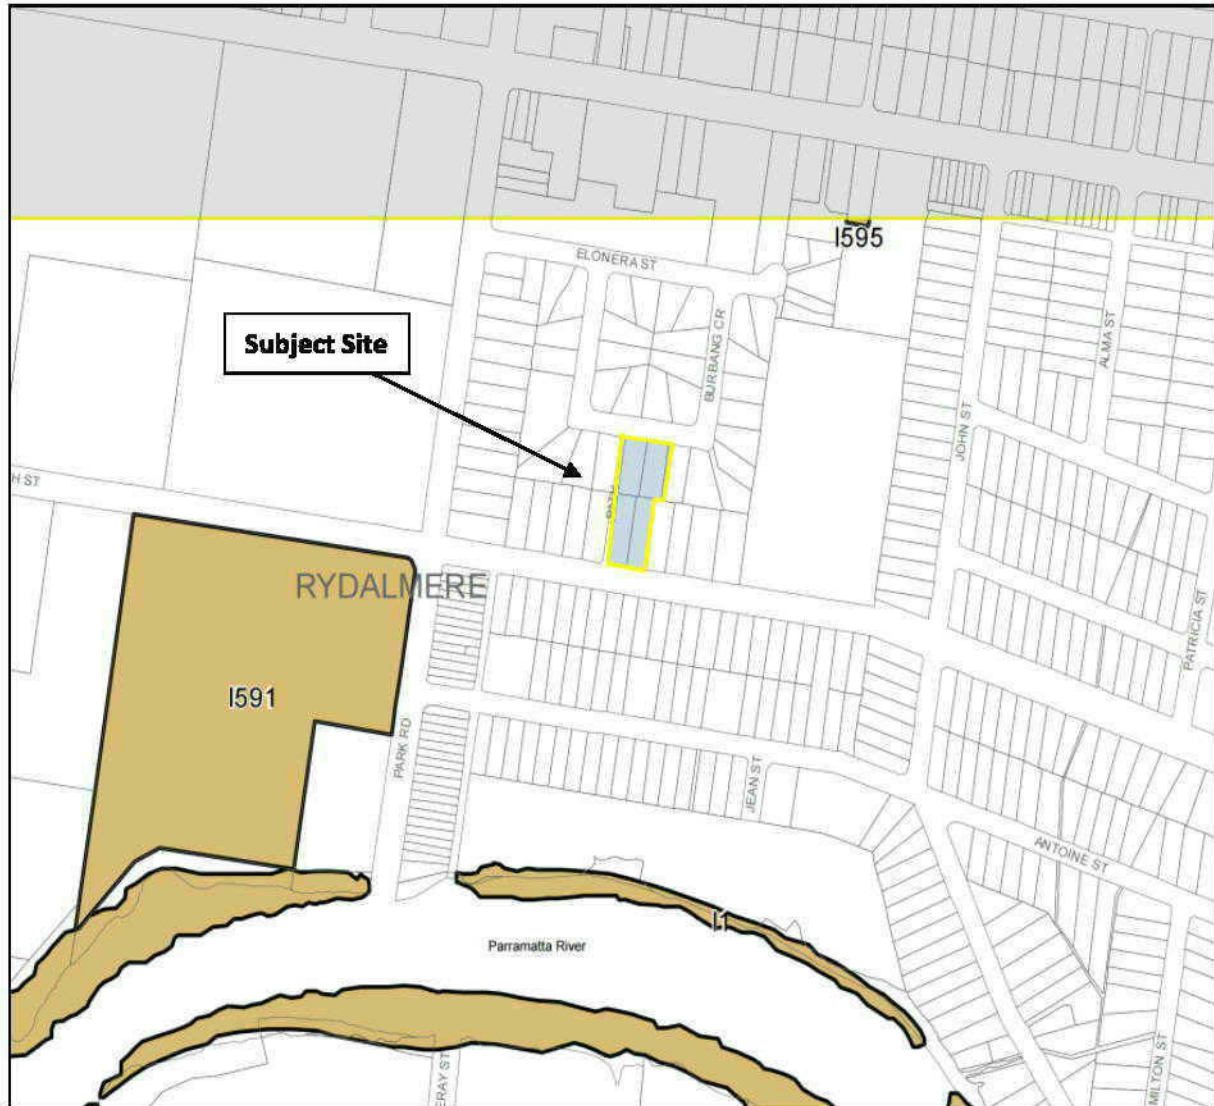 I595
ELONERA ST
BURBANG CR
ALMA ST
Subject Site
JOHN ST
H ST
PATH
RYDALMERE
PATRICIA ST
I591
PARK RD
JEAN ST
ANTOINE ST
I1
Parramatta River
ERAY ST
MILTON ST